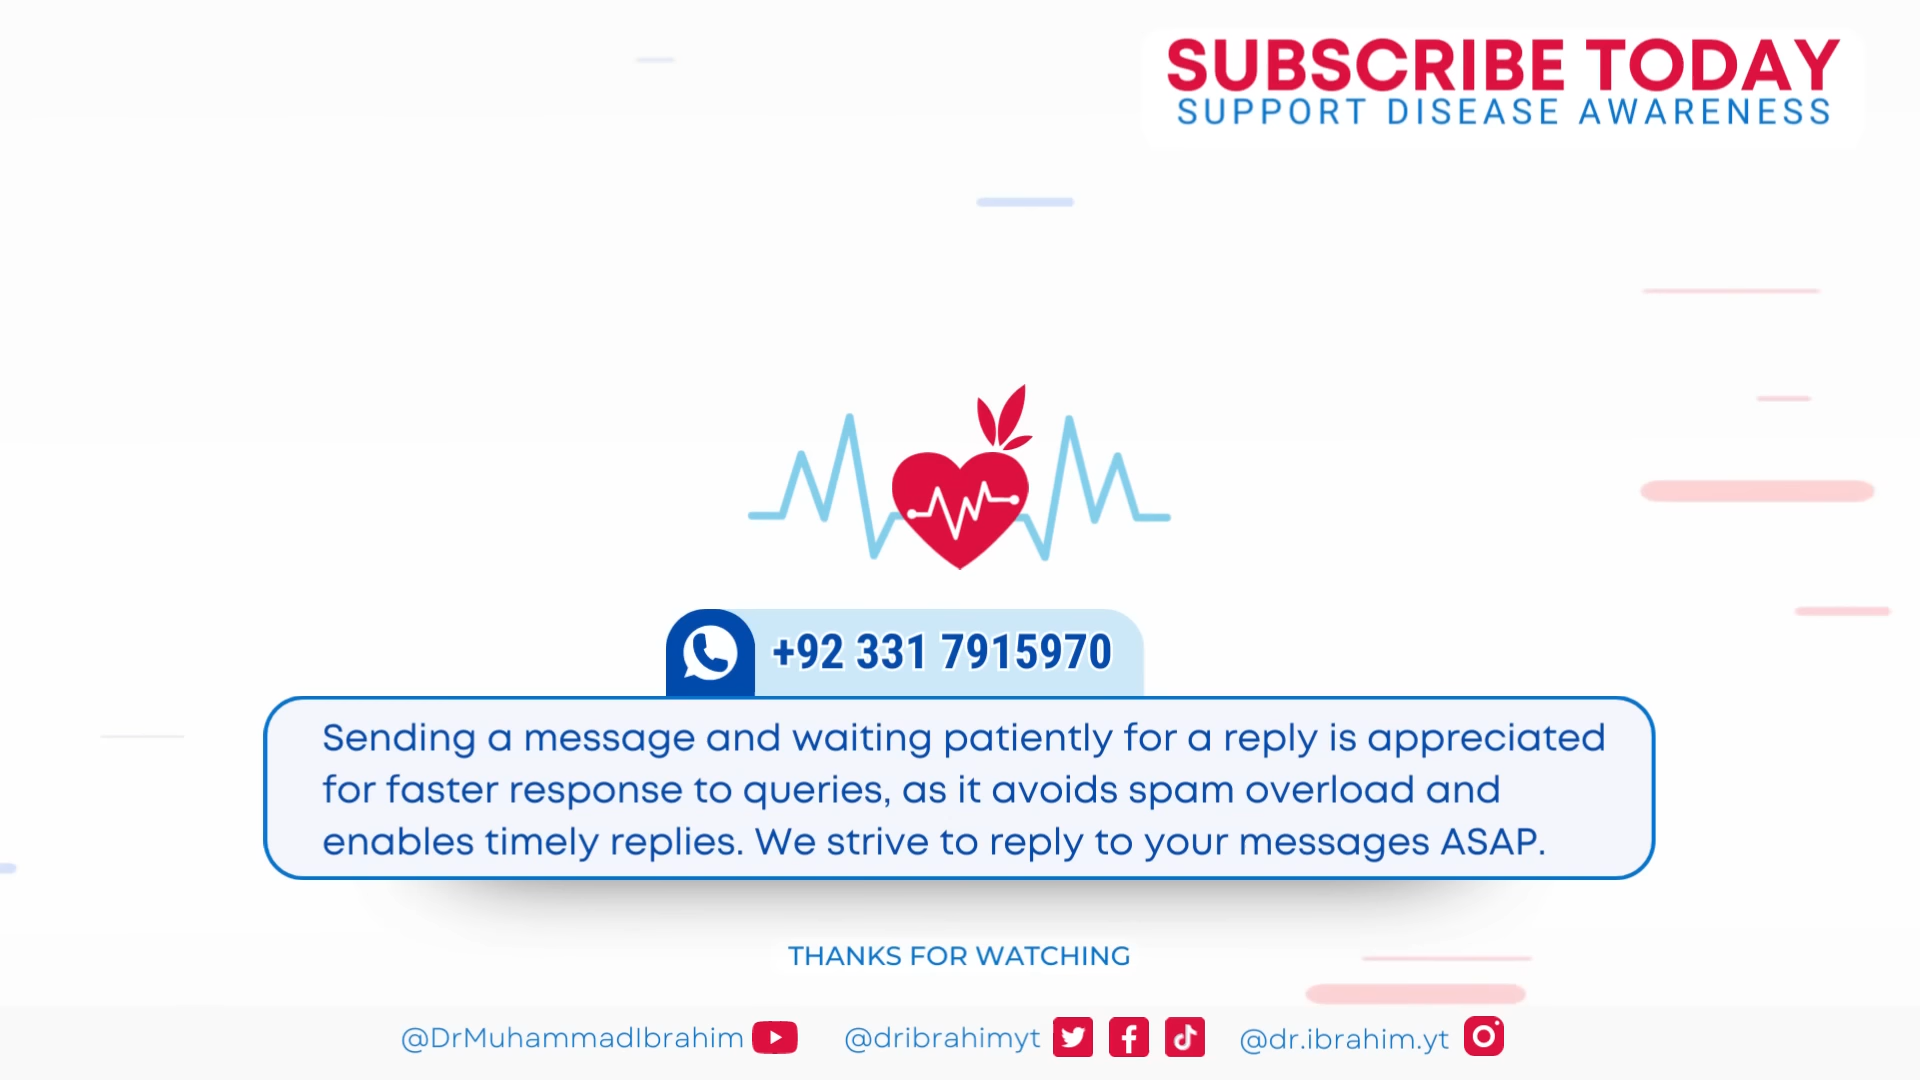 SUBSCRIBE TODAY
SUPPORT DISEASE AWARENESS
+92 331 7915970
Sending a message and waiting patiently for a reply is appreciated
for faster response to queries, as it avoids spam overload and
enables timely replies. We strive to reply to your messages ASAP.
THANKS FOR WATCHING
@DrMuhammadIbrahim @dribrahimyt @dr.ibrahim.yt